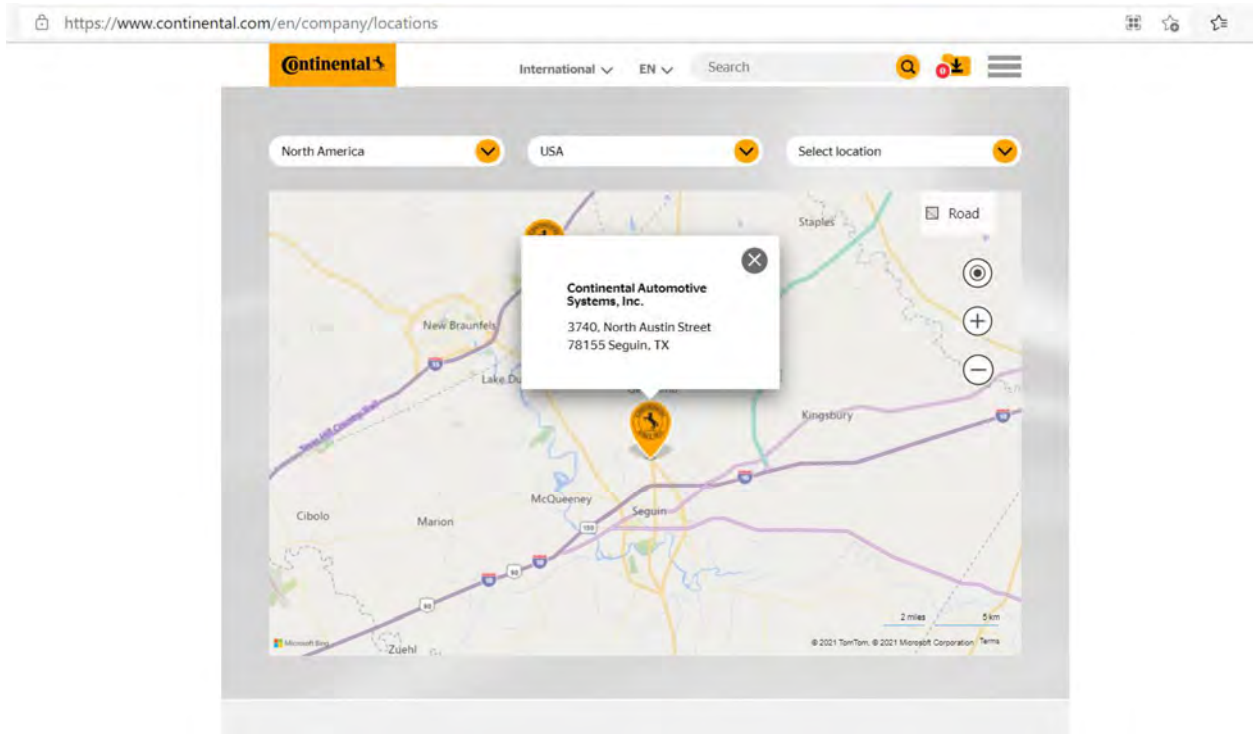 https://www.continental.com/en/company/locations
Continental
International EN Search
0
North America USA Select location
Staples
Road
Continental Automotive
Systems, Inc.
3740, North Austin Street
78155 Seguin, TX
New Braunfels
Lake Du
Kingsbury
McQueeney
Seguin
Cibolo
Marion
90
90
2 miles 5 km
Microsoft Bing
Zuehl
© 2021 TomTom, © 2021 Microsoft Corporation Terms